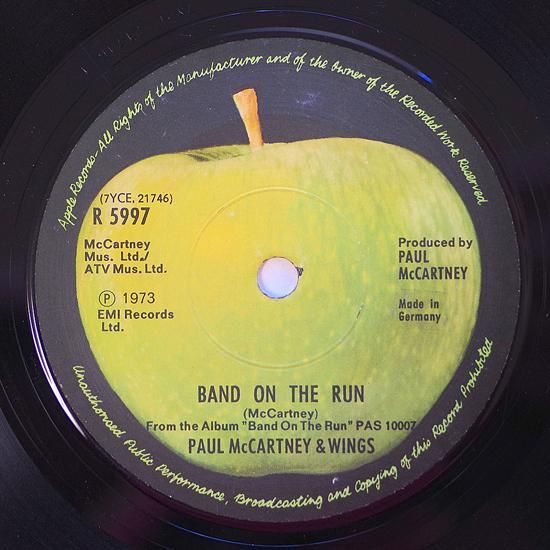 Apple Records-All Rights of the Manufacturer and of the Owner of the Recorded Work Reserved
(7YCE. 21746)
R 5997
McCartney
Mus. Ltd./
ATV Mus. Ltd.
Ⓟ 1973
EMI Records
Ltd.
Produced by
PAUL
McCARTNEY
Made in
Germany
BAND ON THE RUN
(McCartney)
From the Album "Band On The Run" PAS 10007
PAUL McCARTNEY & WINGS
Unauthorised Public Performance, Broadcasting and Copying of this Record Prohibited